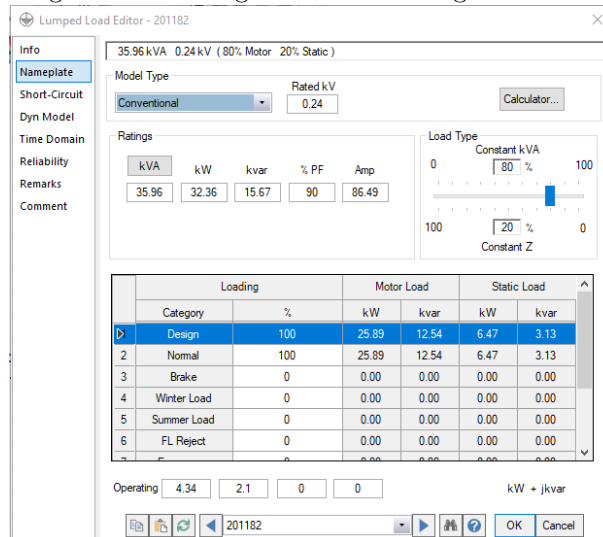 Lumped Load Editor - 201182
Info
Nameplate
Short-Circuit
Dyn Model
Time Domain
Reliability
Remarks
Comment
35.96 kVA 0.24 kV ( 80% Motor 20% Static )
Model Type
Conventional
Rated kV
0.24
Calculator...
Ratings
kVA kW kvar % PF Amp
35.96 32.36 15.67 90 86.49
Load Type
Constant kVA
0 80 % 100
100 20 % 0
Constant Z
Loading Motor Load Static Load
Category % kW kvar kW kvar
Design 100 25.89 12.54 6.47 3.13
2 Normal 100 25.89 12.54 6.47 3.13
3 Brake 0 0.00 0.00 0.00 0.00
4 Winter Load 0 0.00 0.00 0.00 0.00
5 Summer Load 0 0.00 0.00 0.00 0.00
6 FL Reject 0 0.00 0.00 0.00 0.00
Operating 4.34 2.1 0 0 kW + jkvar
201182 OK Cancel